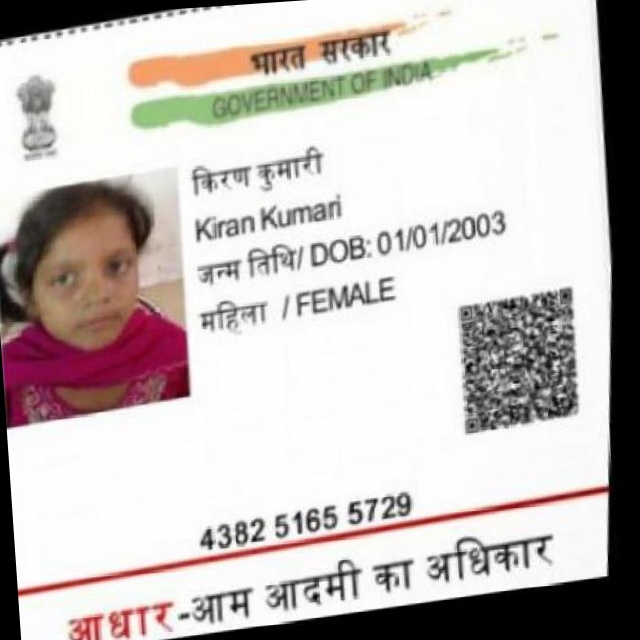 भारत सरकार
GOVERNMENT OF INDIA
किरण कुमारी
Kiran Kumari
जन्म तिथि/ DOB: 01/01/2003
महिला / FEMALE
4382 5165 5729
आधार-आम आदमी का अधिकार